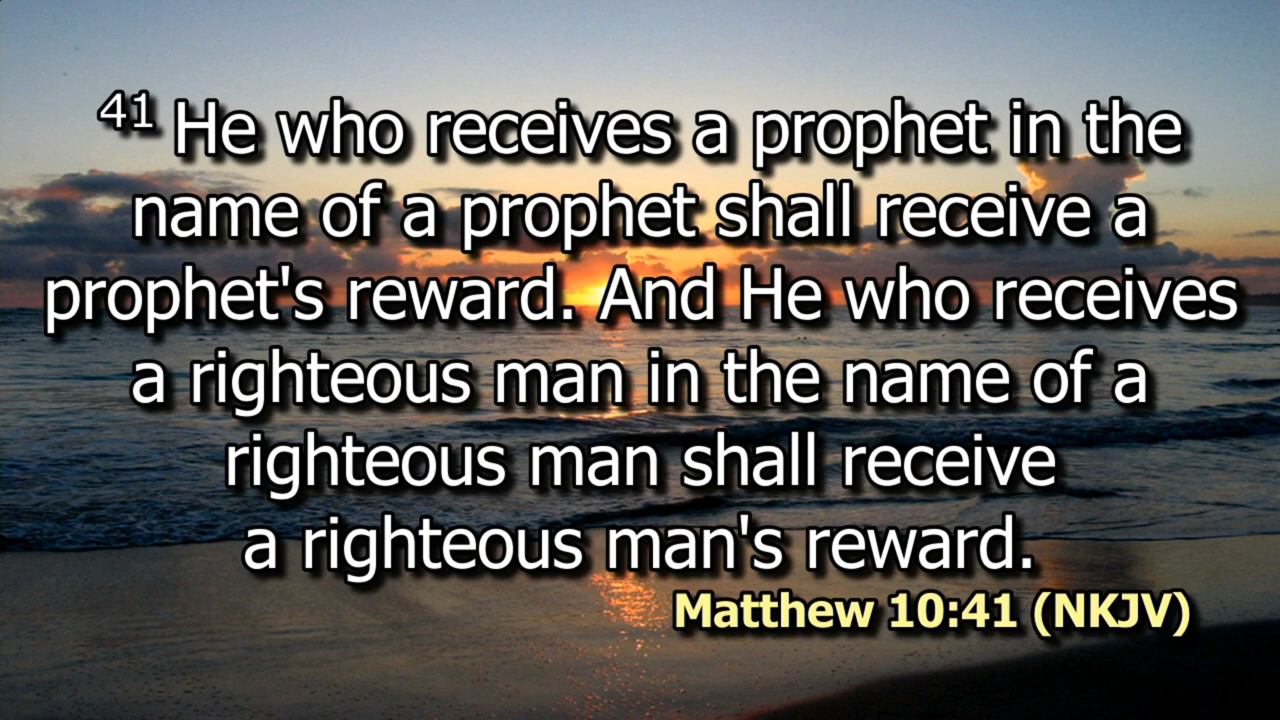 41 He who receives a prophet in the
name of a prophet shall receive a
prophet's reward. And He who receives
a righteous man in the name of a
righteous man shall receive
a righteous man's reward.
Matthew 10:41 (NKJV)